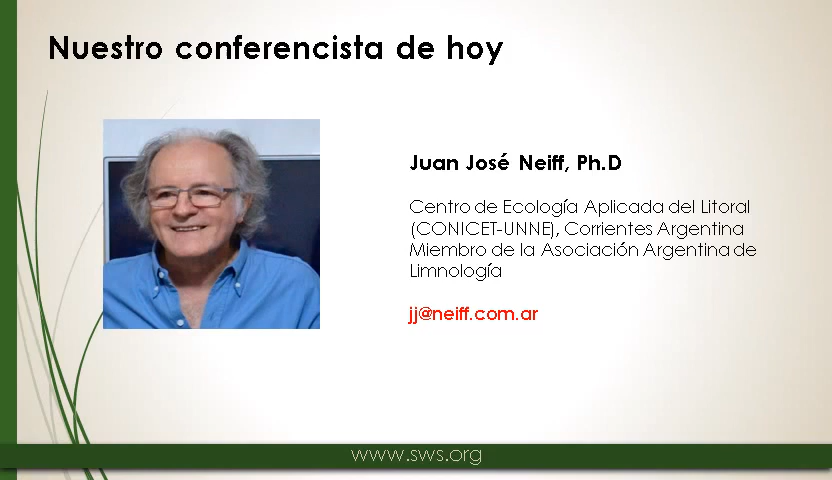 Nuestro conferencista de hoy
Juan José Neiff, Ph.D
Centro de Ecología Aplicada del Litoral
(CONICET-UNNE), Corrientes Argentina
Miembro de la Asociación Argentina de
Limnología
jj@neiff.com.ar
www.sws.org